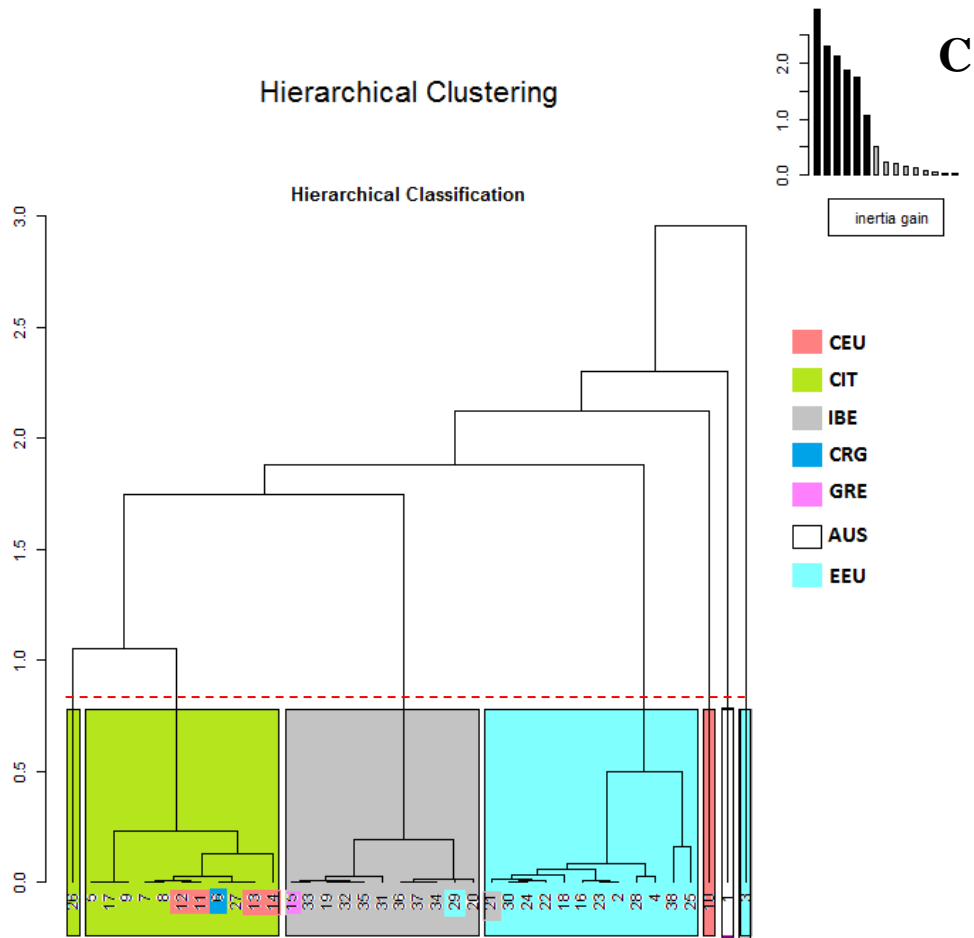 C
Hierarchical Clustering
2.0
1.0
0.0
inertia gain
Hierarchical Classification
3.0
2.5
2.0
1.5
1.0
0.5
0.0
CEU
CIT
IBE
CRG
GRE
AUS
EEU
26 5 17 9 7 8 12 11 6 27 13 14 15 33 19 32 35 31 36 37 34 29 20 21 30 24 22 18 16 23 2 28 4 38 25 10 1 3